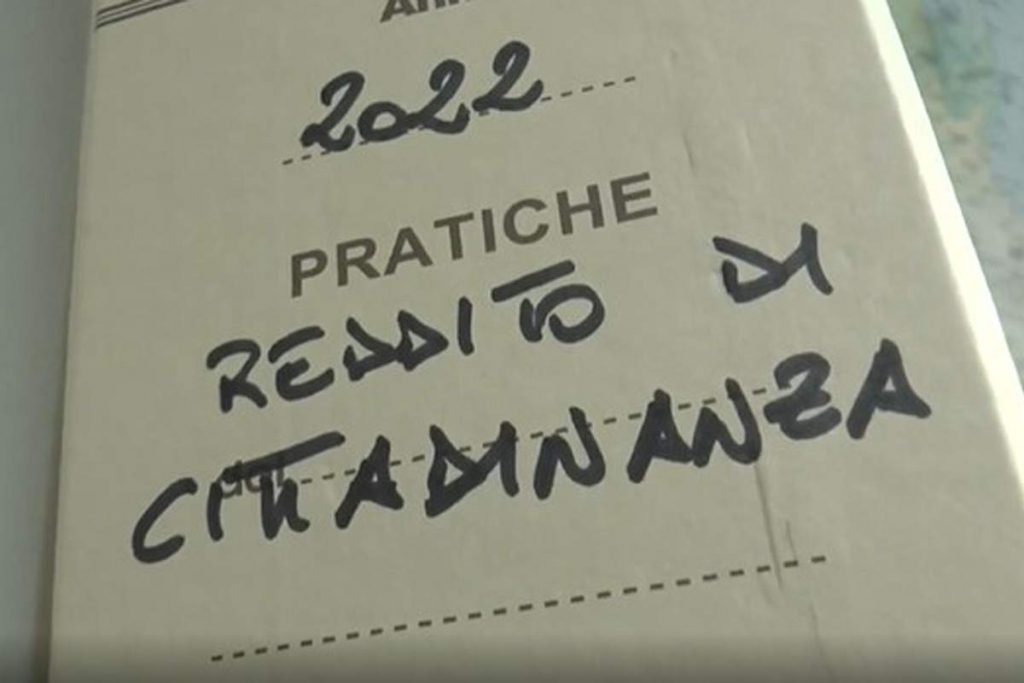 2022
PRATICHE
REDDITO DI
CITTADINANZA